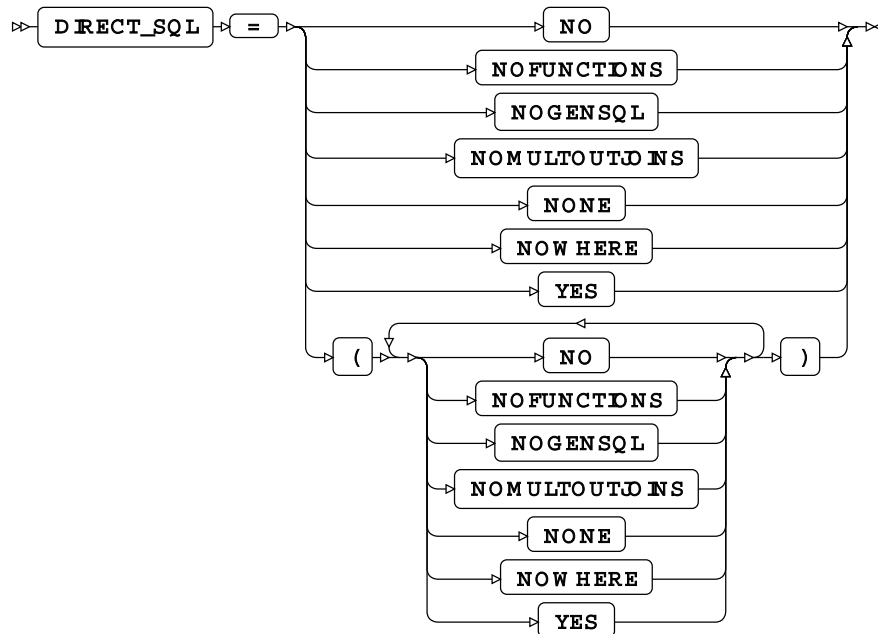 DIRECT_SQL = NO
NOFUNCTIONS
NOGENSQL
NOMULTOUTJOINS
NONE
NOWHERE
YES
( NO )
NOFUNCTIONS
NOGENSQL
NOMULTOUTJOINS
NONE
NOWHERE
YES